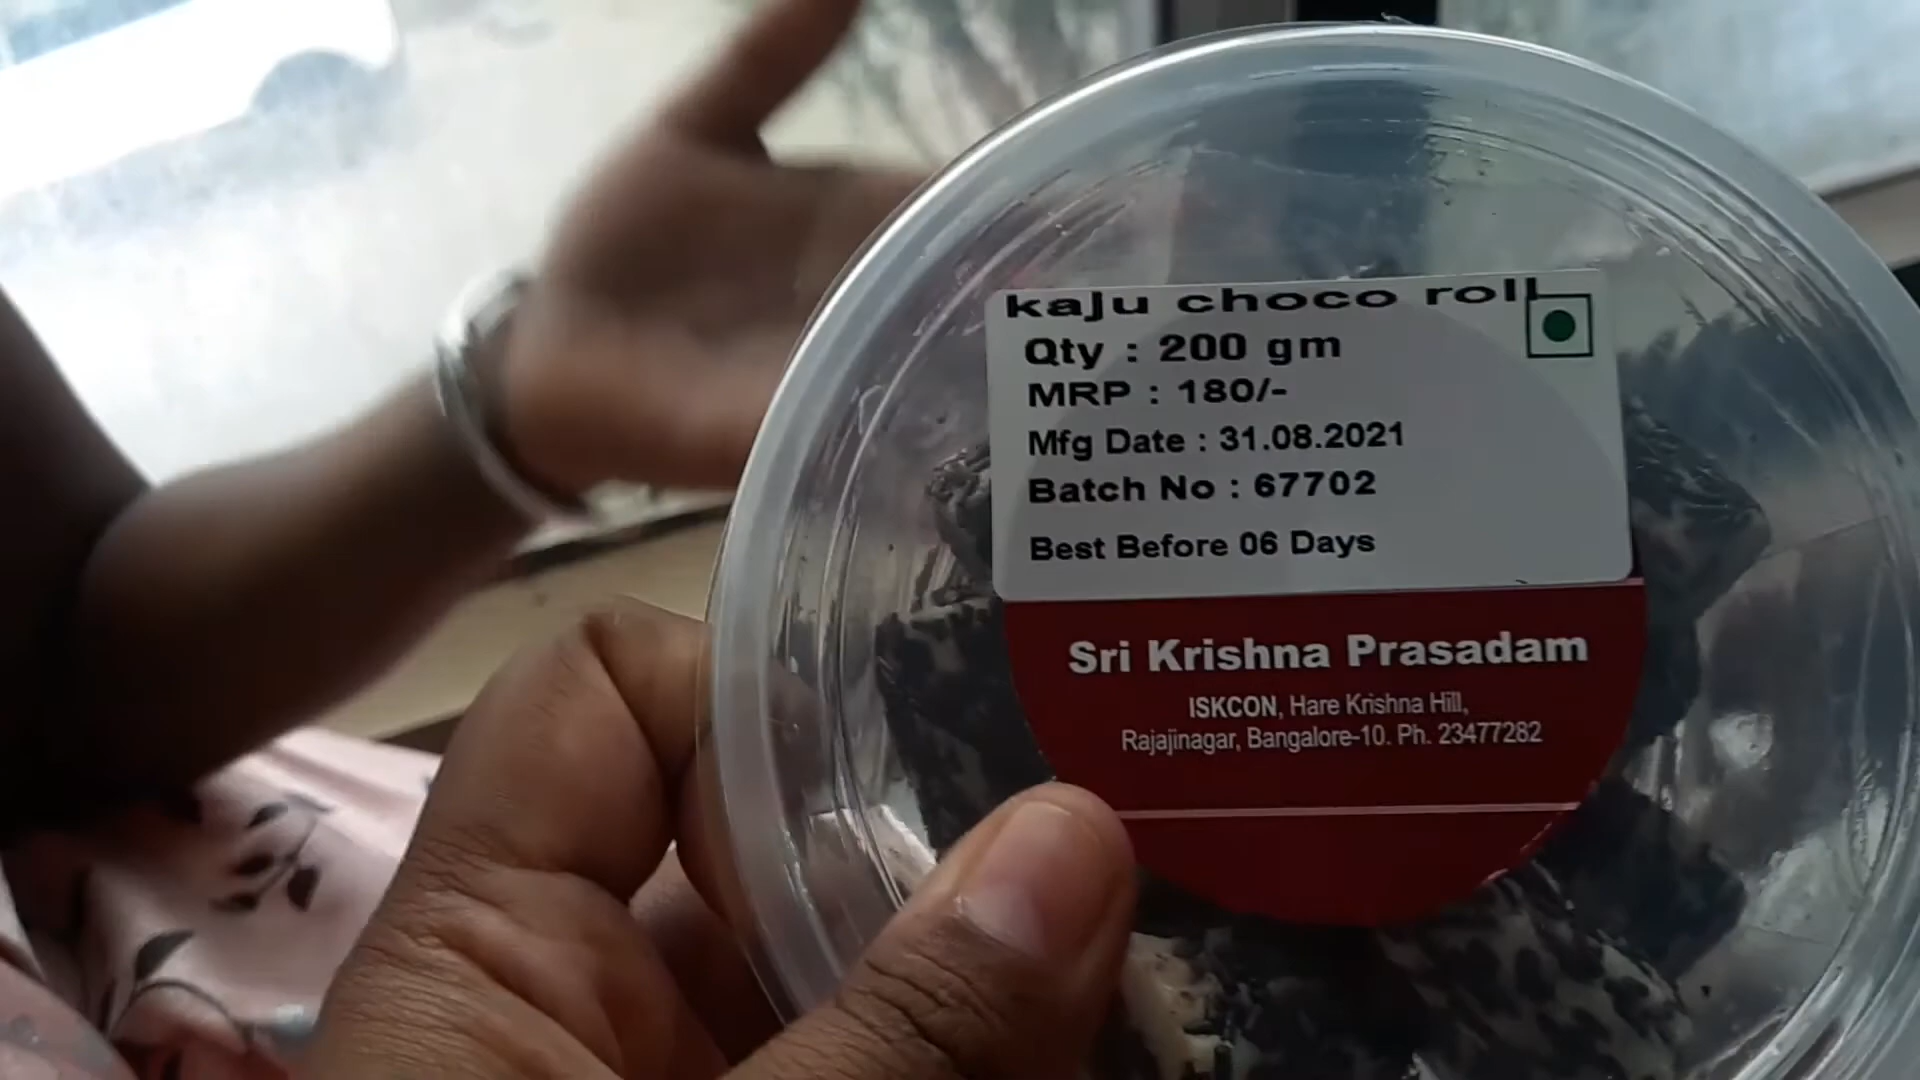 kaju choco roll
Qty : 200 gm
MRP : 180/-
Mfg Date : 31.08.2021
Batch No : 67702
Best Before 06 Days
Sri Krishna Prasadam
ISKCON, Hare Krishna Hill,
Rajajinagar, Bangalore-10. Ph. 23477282